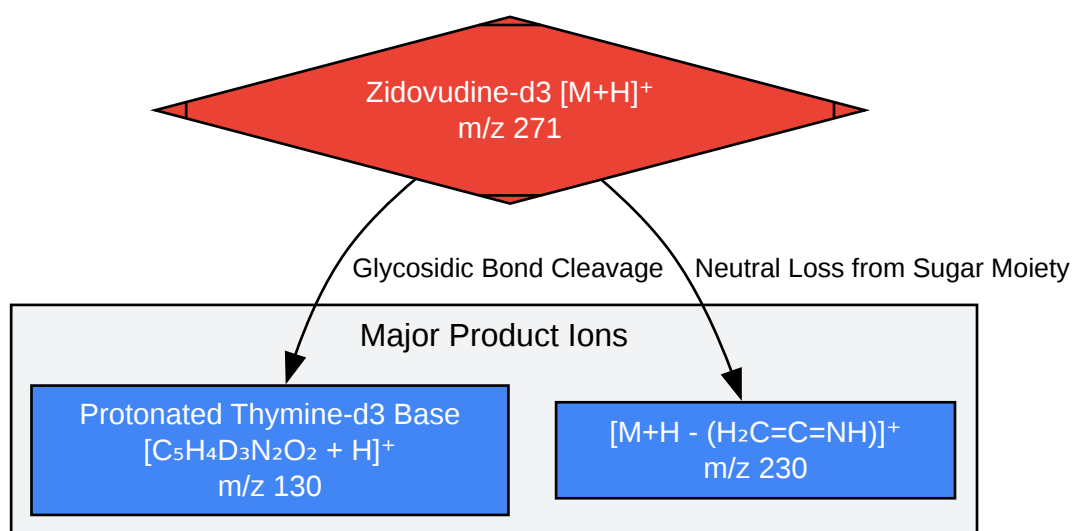 Zidovudine-d3 [M+H]⁺
m/z 271
Glycosidic Bond Cleavage
Neutral Loss from Sugar Moiety
Major Product Ions
Protonated Thymine-d3 Base
[C₅H₄D₃N₂O₂ + H]⁺
m/z 130
[M+H - (H₂C=C=NH)]⁺
m/z 230